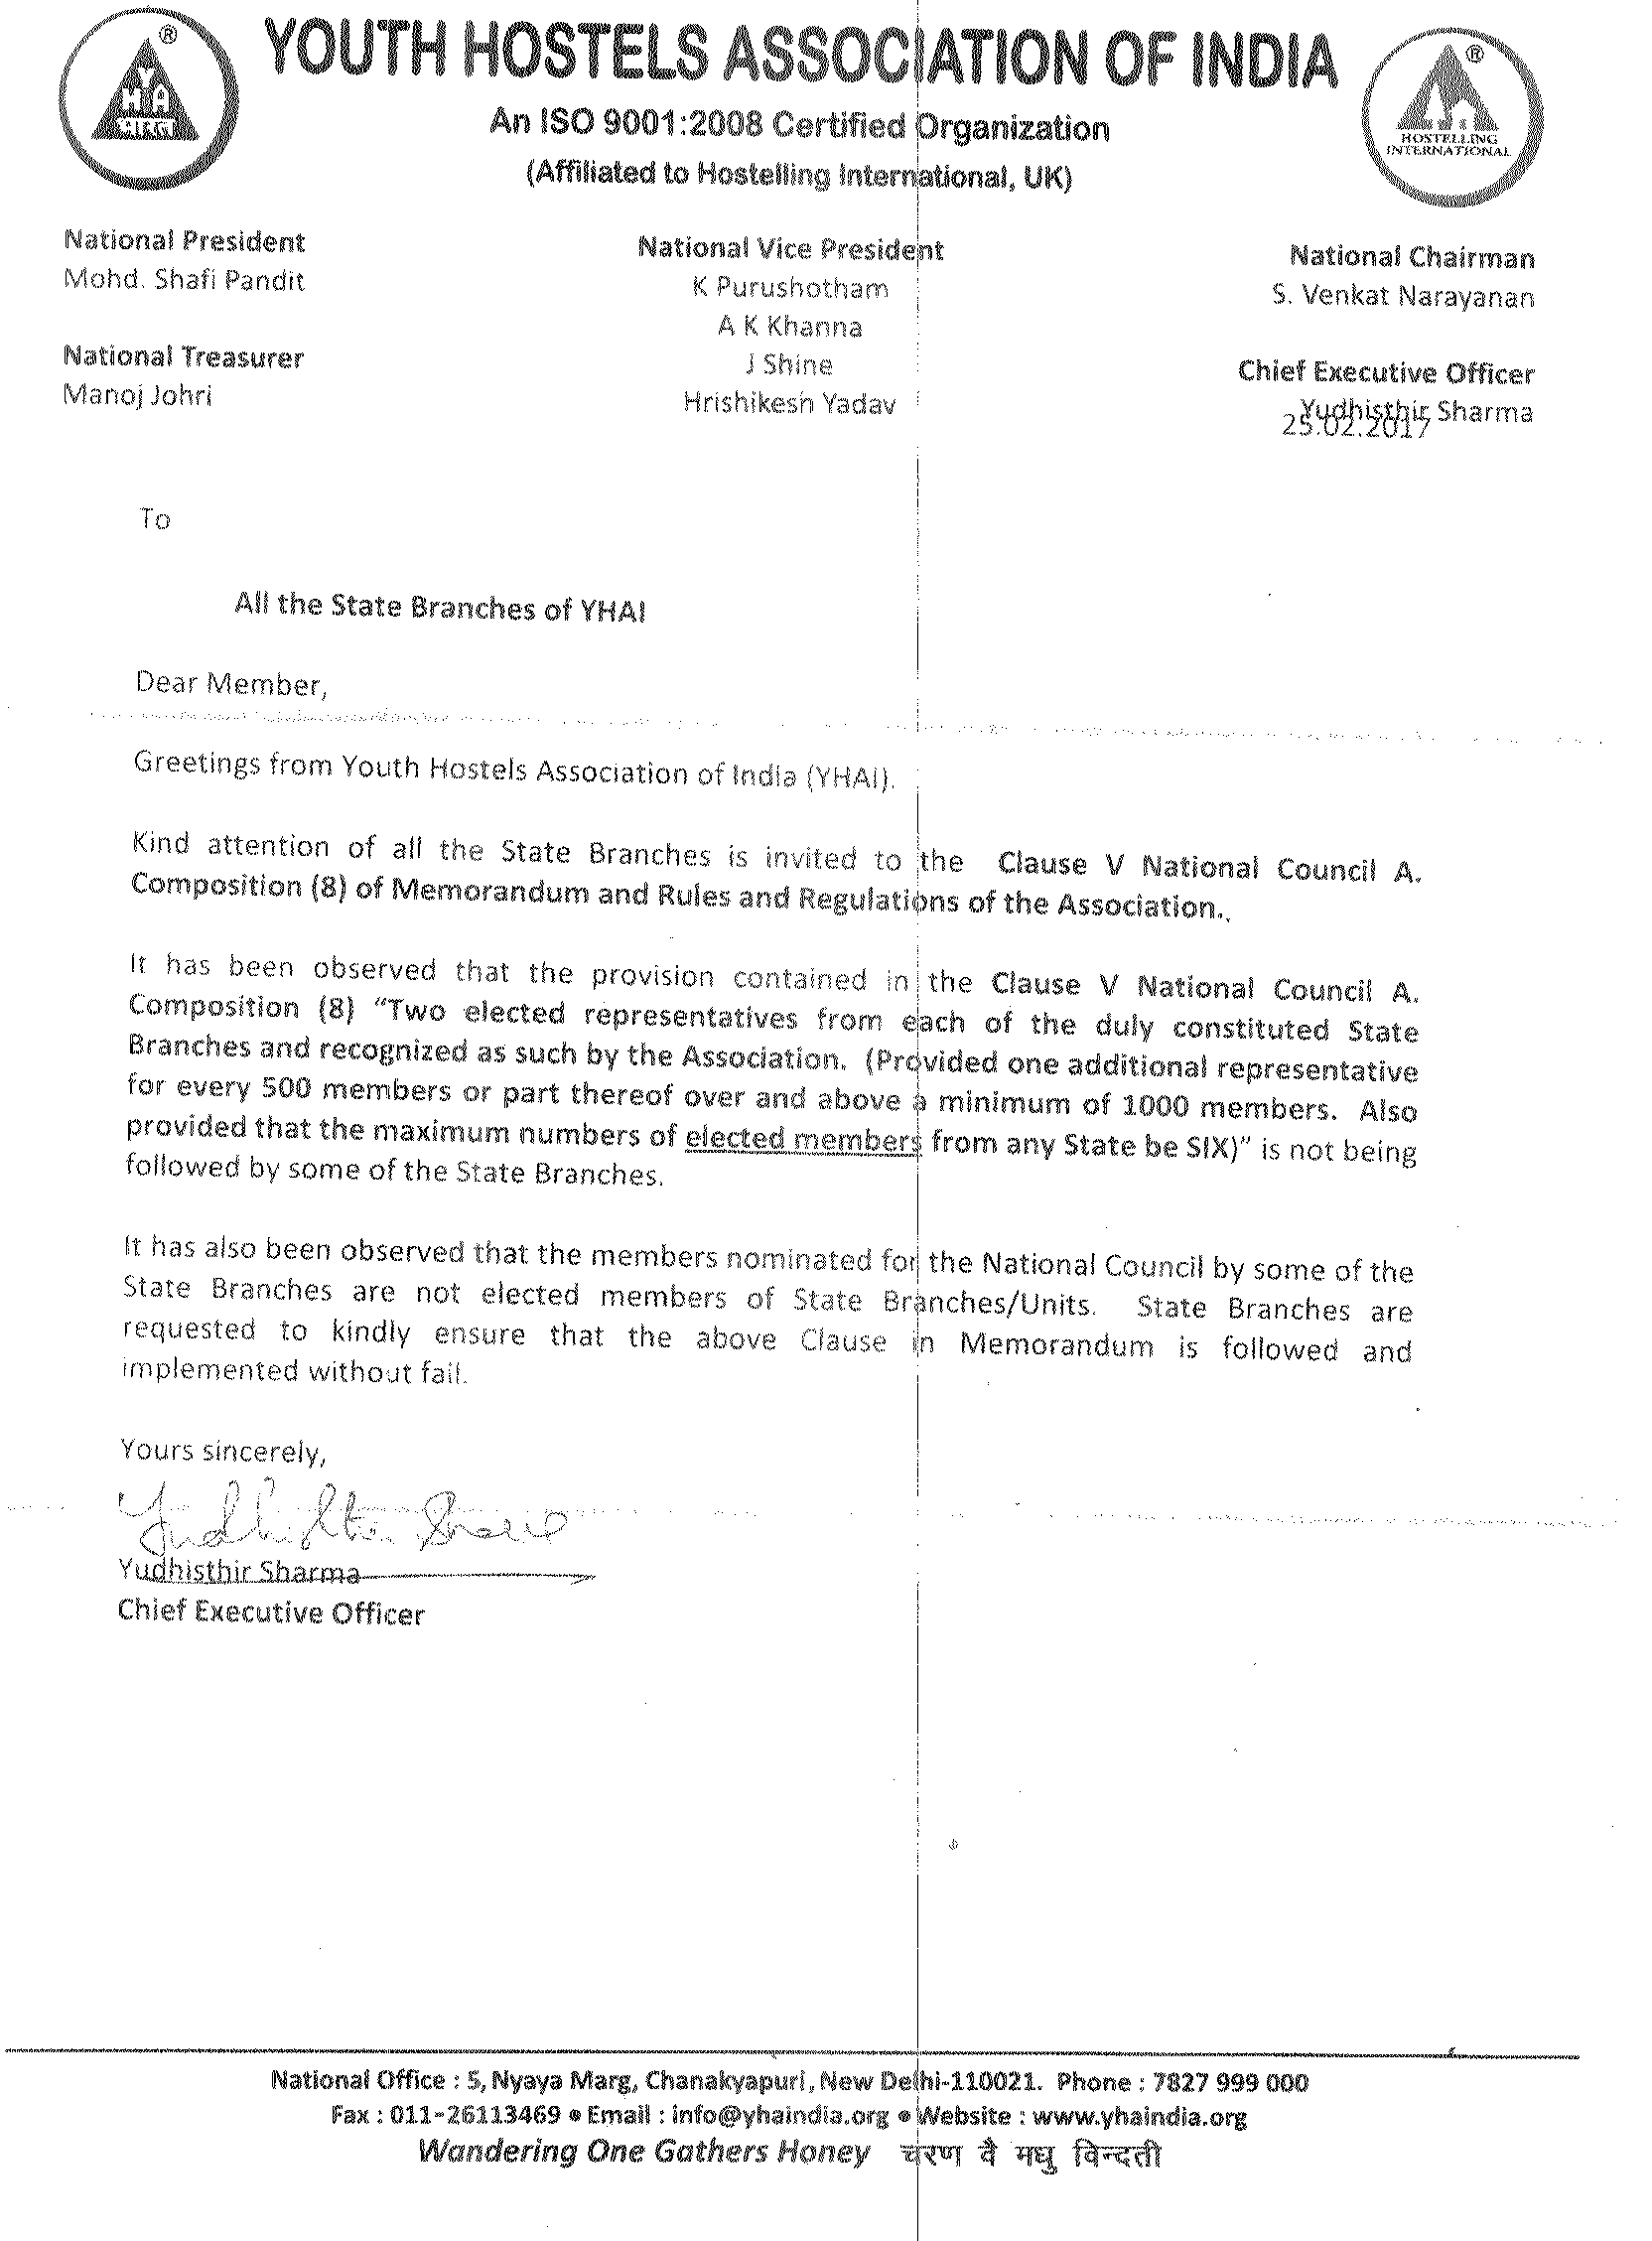 YOUTH HOSTELS ASSOCIATION OF INDIA
An ISO 9001:2008 Certified Organization
(Affiliated to Hostelling International, UK)
YHA
®
®
HOSTELLING
INTERNATIONAL
National President
Mohd. Shafi Pandit
National Treasurer
Manoj Johri
National Vice President
K Purushotham
A K Khanna
J Shine
Hrishikesh Yadav
National Chairman
S. Venkat Narayanan
Chief Executive Officer
Yudhisthir Sharma
25.02.2017
To
All the State Branches of YHAI
Dear Member,
Greetings from Youth Hostels Association of India (YHAI).
Kind attention of all the State Branches is invited to the Clause V National Council A.
Composition (8) of Memorandum and Rules and Regulations of the Association..
It has been observed that the provision contained in the Clause V National Council A.
Composition (8) “Two elected representatives from each of the duly constituted State
Branches and recognized as such by the Association. (Provided one additional representative
for every 500 members or part thereof over and above a minimum of 1000 members. Also
provided that the maximum numbers of elected members from any State be SIX)” is not being
followed by some of the State Branches.
It has also been observed that the members nominated for the National Council by some of the
State Branches are not elected members of State Branches/Units. State Branches are
requested to kindly ensure that the above Clause in Memorandum is followed and
implemented without fail.
Yours sincerely,
Yudhisthir Sharma
Yudhisthir Sharma
Chief Executive Officer
National Office : 5, Nyaya Marg, Chanakyapuri, New Delhi-110021. Phone : 7827 999 000
Fax : 011-26113469 • Email : info@yhaindia.org • Website : www.yhaindia.org
Wandering One Gathers Honey चरण वै मधु विन्दती